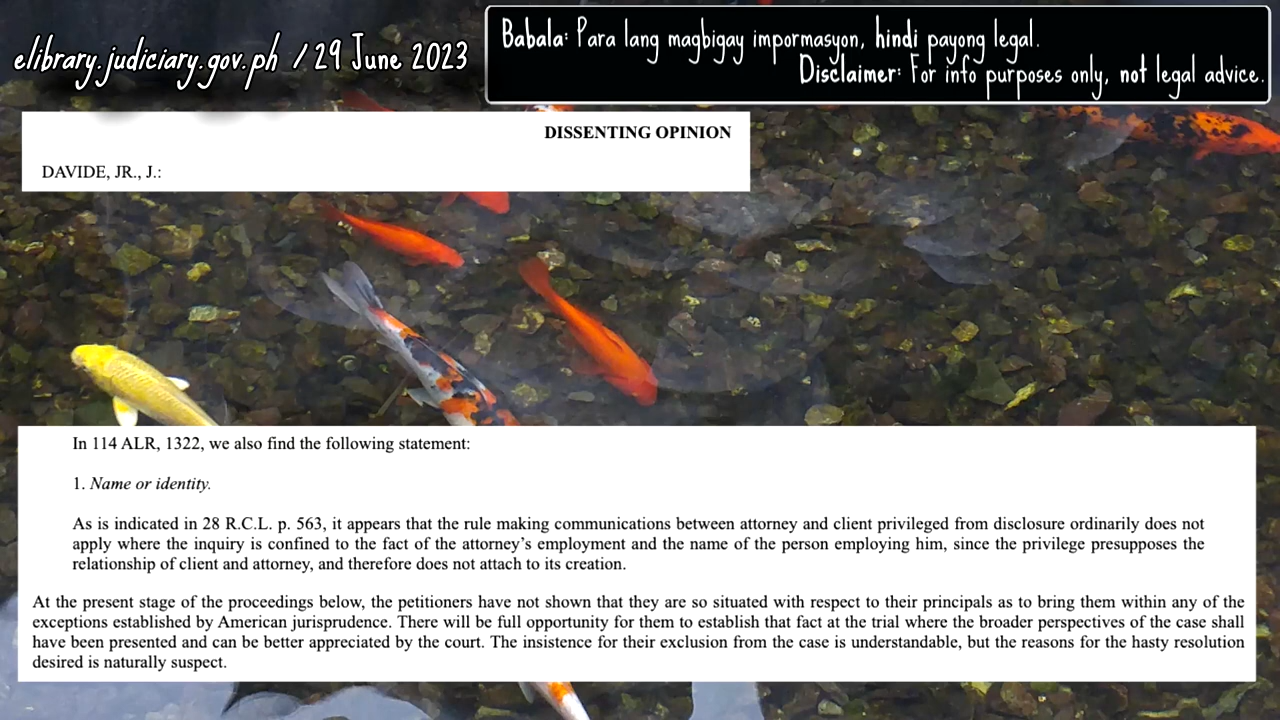 elibrary.judiciary.gov.ph / 29 June 2023
Babala: Para lang magbigay impormasyon, hindi payong legal.
Disclaimer: For info purposes only, not legal advice.
DISSENTING OPINION
DAVIDE, JR., J.:
In 114 ALR, 1322, we also find the following statement:
1. Name or identity.
As is indicated in 28 R.C.L. p. 563, it appears that the rule making communications between attorney and client privileged from disclosure ordinarily does not
apply where the inquiry is confined to the fact of the attorney’s employment and the name of the person employing him, since the privilege presupposes the
relationship of client and attorney, and therefore does not attach to its creation.
At the present stage of the proceedings below, the petitioners have not shown that they are so situated with respect to their principals as to bring them within any of the
exceptions established by American jurisprudence. There will be full opportunity for them to establish that fact at the trial where the broader perspectives of the case shall
have been presented and can be better appreciated by the court. The insistence for their exclusion from the case is understandable, but the reasons for the hasty resolution
desired is naturally suspect.